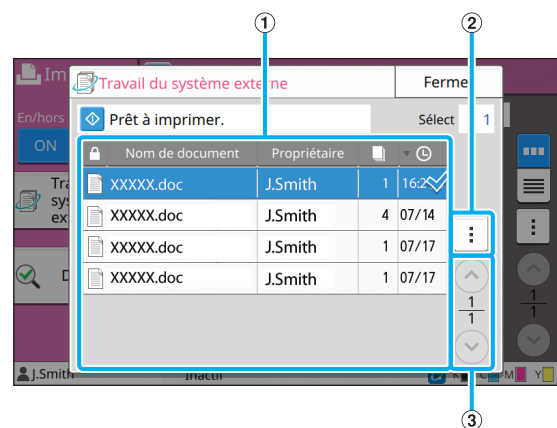 ① ②
Im
Travail du système externe Ferme
En/hors
Prêt à imprimer. Sélect 1
ON
Nom de document Propriétaire
XXXXX.doc J.Smith 1 16:2
Tra
sys
ex
XXXXX.doc J.Smith 4 07/14
XXXXX.doc J.Smith 1 07/17
XXXXX.doc J.Smith 1 07/17
D
1
1
1
1
J.Smith Inactif K C M Y
③